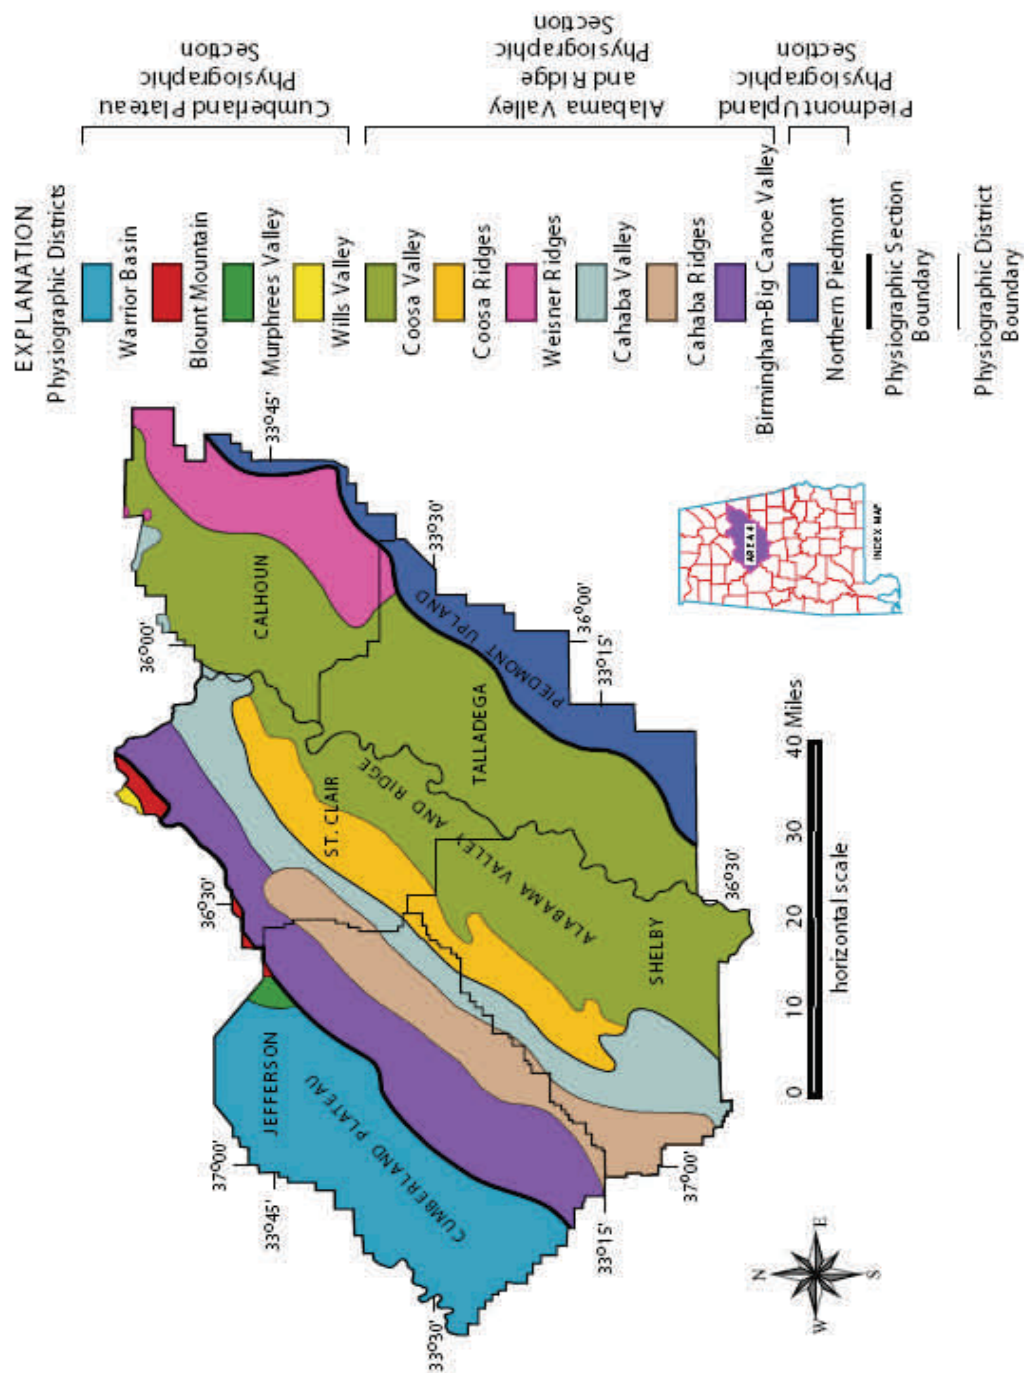 EXPLANATION
Physiographic Districts
Warrior Basin
Blount Mountain
Murphrees Valley
Wills Valley
Coosa Valley
Coosa Ridges
Weisner Ridges
Cahaba Valley
Cahaba Ridges
Birmingham-Big Canoe Valley
Northern Piedmont
Physiographic Section
Boundary
Physiographic District
Boundary
Cumberland Plateau
Physiographic
Section
Alabama Valley
and Ridge
Physiographic
Section
Piedmont Upland
Physiographic
Section
36°00'
33°45'
36°30'
CALHOUN
33°30'
PIEDMONT UPLAND
ST. CLAIR
TALLADEGA
36°00'
33°15'
37°00'
33°45'
JEFFERSON
CUMBERLAND PLATEAU
ALABAMA VALLEY AND RIDGE
SHELBY
36°30'
33°30'
33°15'
37°00'
N
W
E
S
0
10
20
30
40 Miles
horizontal scale
AREA 4
INDEX MAP